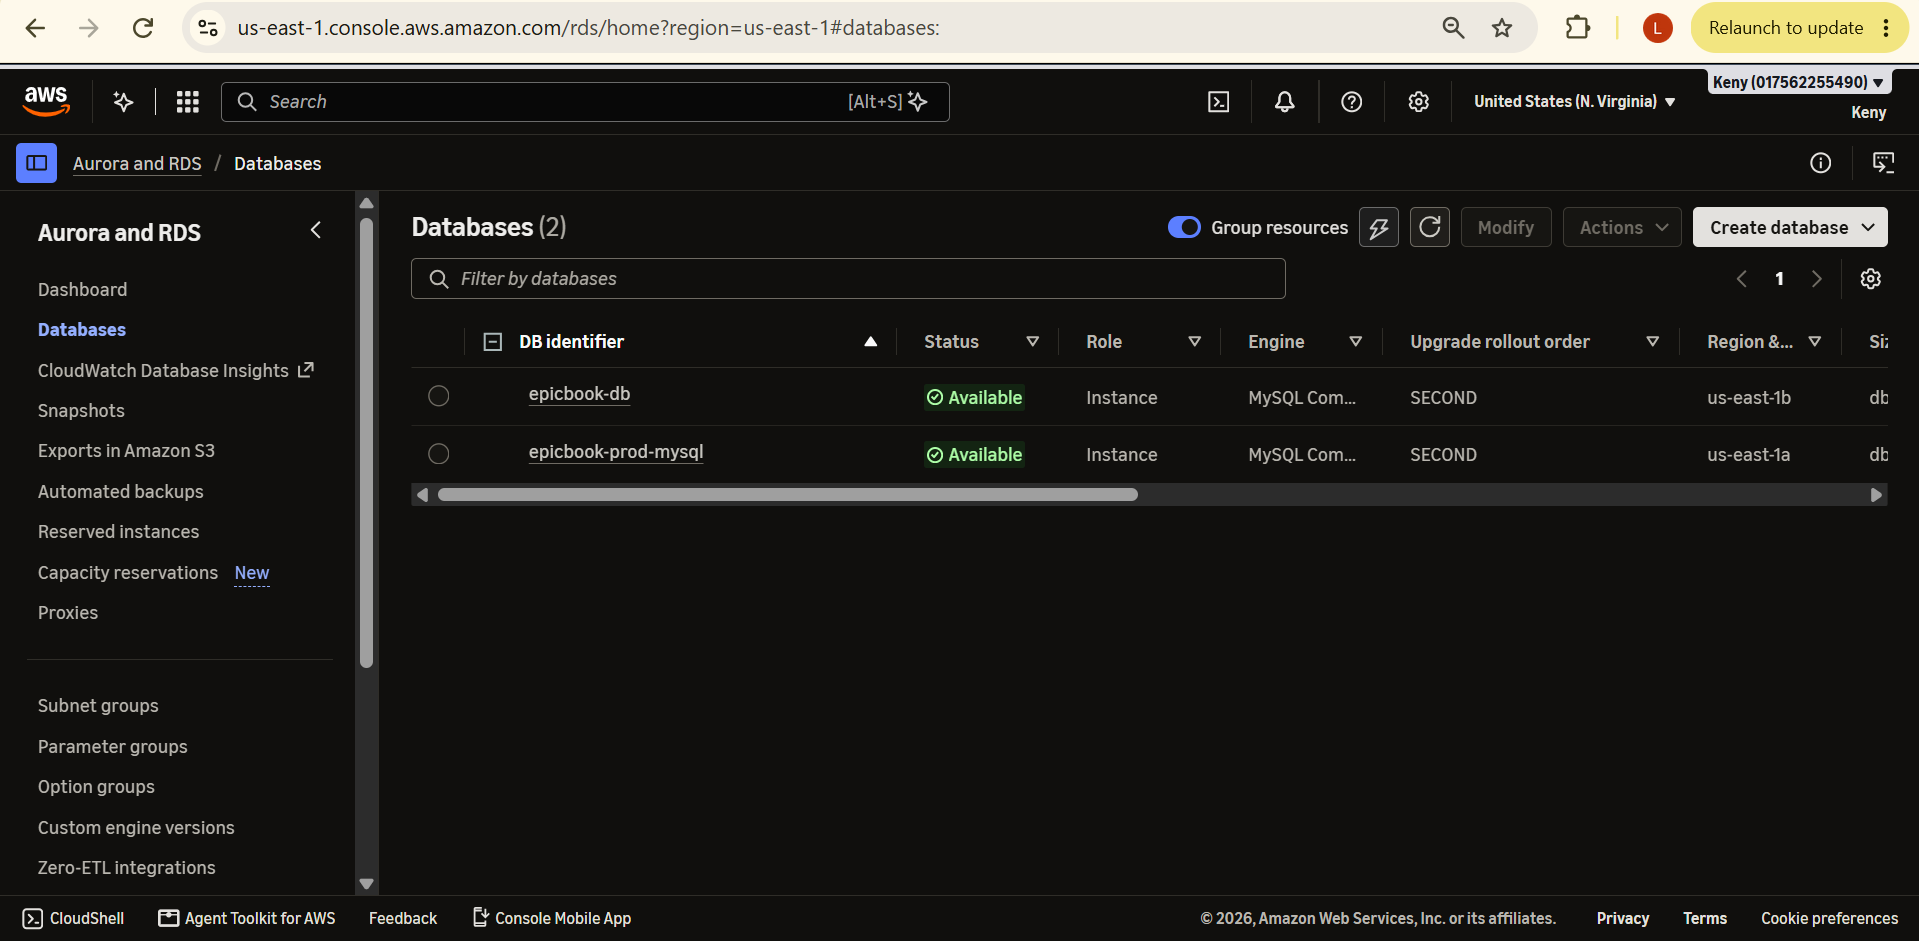 us-east-1.console.aws.amazon.com/rds/home?region=us-east-1#databases:
L
Relaunch to update
aws
Search
[Alt+S]
United States (N. Virginia)
Keny (017562255490)
Keny
Aurora and RDS / Databases
Aurora and RDS
Dashboard
Databases
CloudWatch Database Insights
Snapshots
Exports in Amazon S3
Automated backups
Reserved instances
Capacity reservations New
Proxies
Subnet groups
Parameter groups
Option groups
Custom engine versions
Zero-ETL integrations
Databases (2)
Group resources
Modify
Actions
Create database
Filter by databases
1
DB identifier Status Role Engine Upgrade rollout order Region &... Siz
epicbook-db Available Instance MySQL Com... SECOND us-east-1b db
epicbook-prod-mysql Available Instance MySQL Com... SECOND us-east-1a db
CloudShell Agent Toolkit for AWS Feedback Console Mobile App © 2026, Amazon Web Services, Inc. or its affiliates. Privacy Terms Cookie preferences